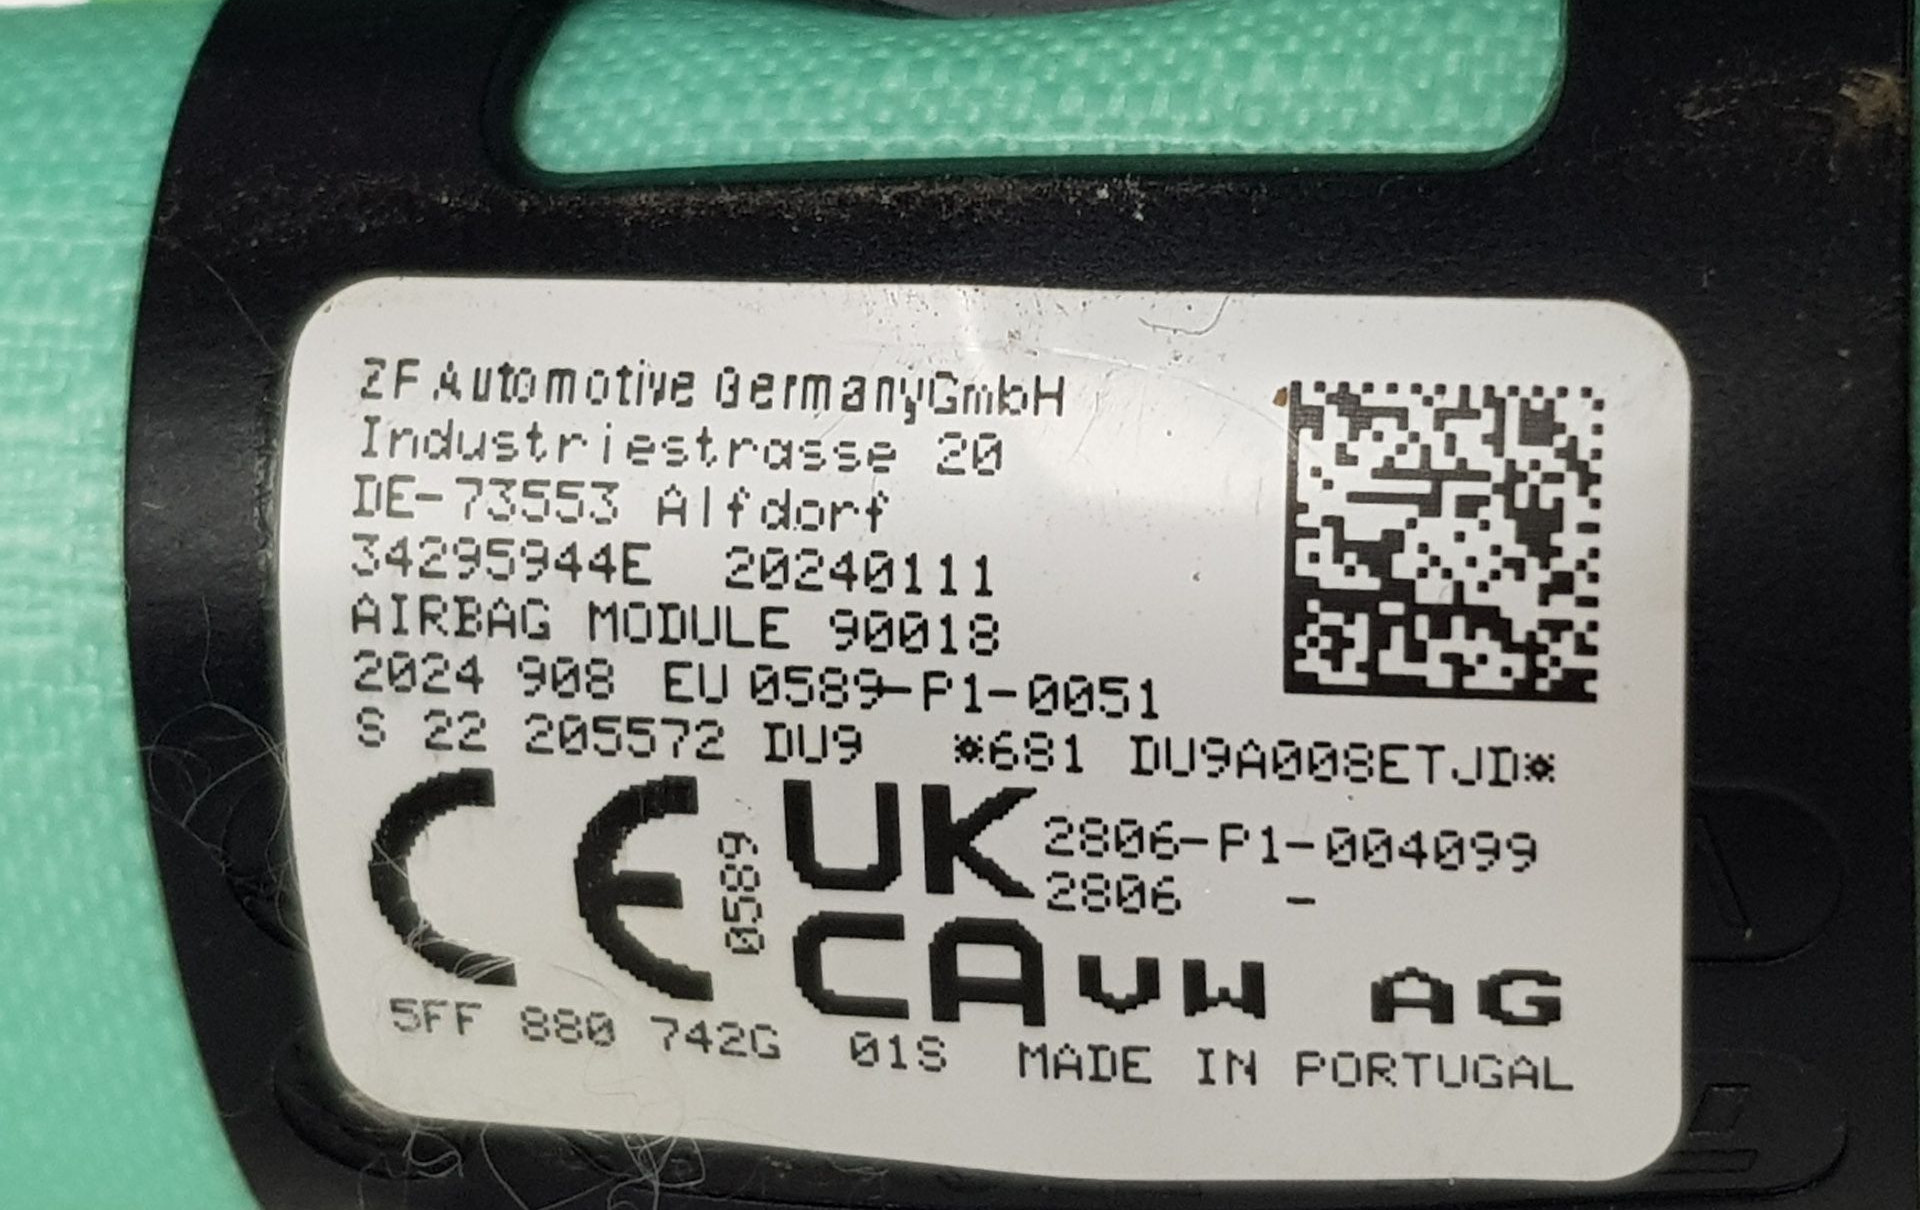 ZF Automotive Germany GmbH
Industriestrasse 20
DE-73553 Alfdorf
34295944E 20240111
AIRBAG MODULE 90018
2024 908 EU 0589-P1-0051
S 22 205572 DU9 *681 DU9A008ETJD*
CE 0589 UK CA
2806-P1-004099
2806 -
VW AG
5FF 880 742G 01S MADE IN PORTUGAL